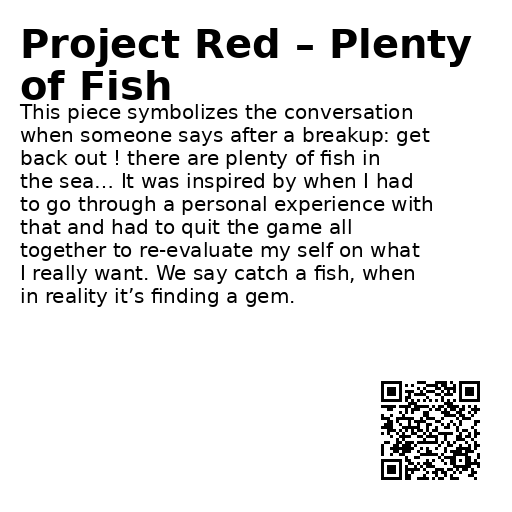 Project Red – Plenty
of Fish
This piece symbolizes the conversation
when someone says after a breakup: get
back out ! there are plenty of fish in
the sea… It was inspired by when I had
to go through a personal experience with
that and had to quit the game all
together to re-evaluate my self on what
I really want. We say catch a fish, when
in reality it’s finding a gem.